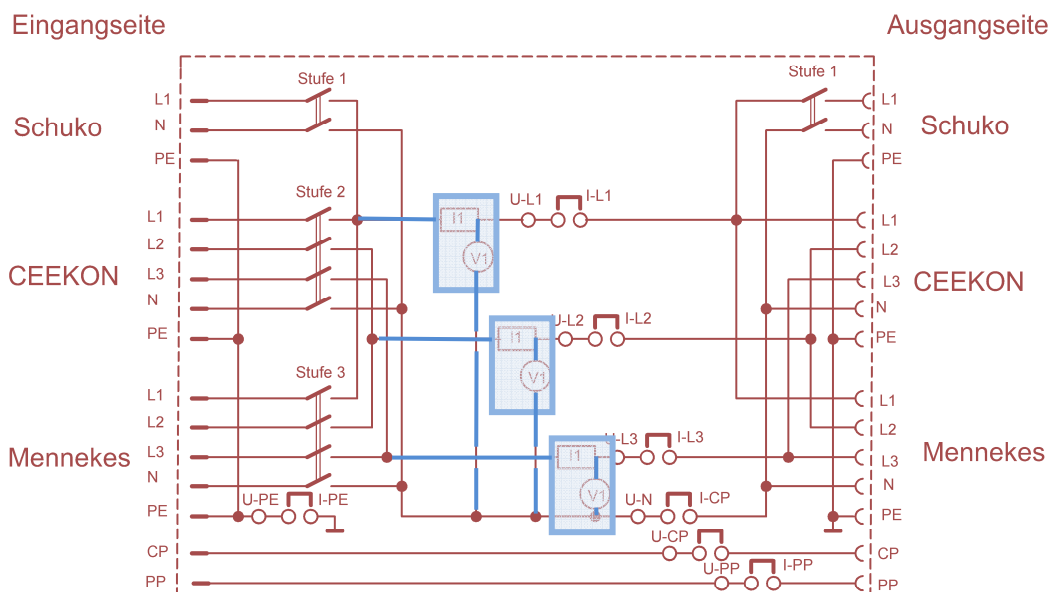 Eingangseite
Ausgangseite
Stufe 1
Stufe 1
L1
L1
Schuko
N
N
Schuko
PE
PE
Stufe 2
U-L1
I-L1
L1
I1
L1
L2
L2
V1
CEEKON
L3
L3
CEEKON
N
N
U-L2
I-L2
PE
I1
PE
Stufe 3
V1
L1
L1
L2
L2
U-L3
I-L3
Mennekes
L3
I1
L3
Mennekes
N
N
V1
U-PE
I-PE
U-N
I-CP
PE
PE
U-CP
CP
CP
U-PP
I-PP
PP
PP